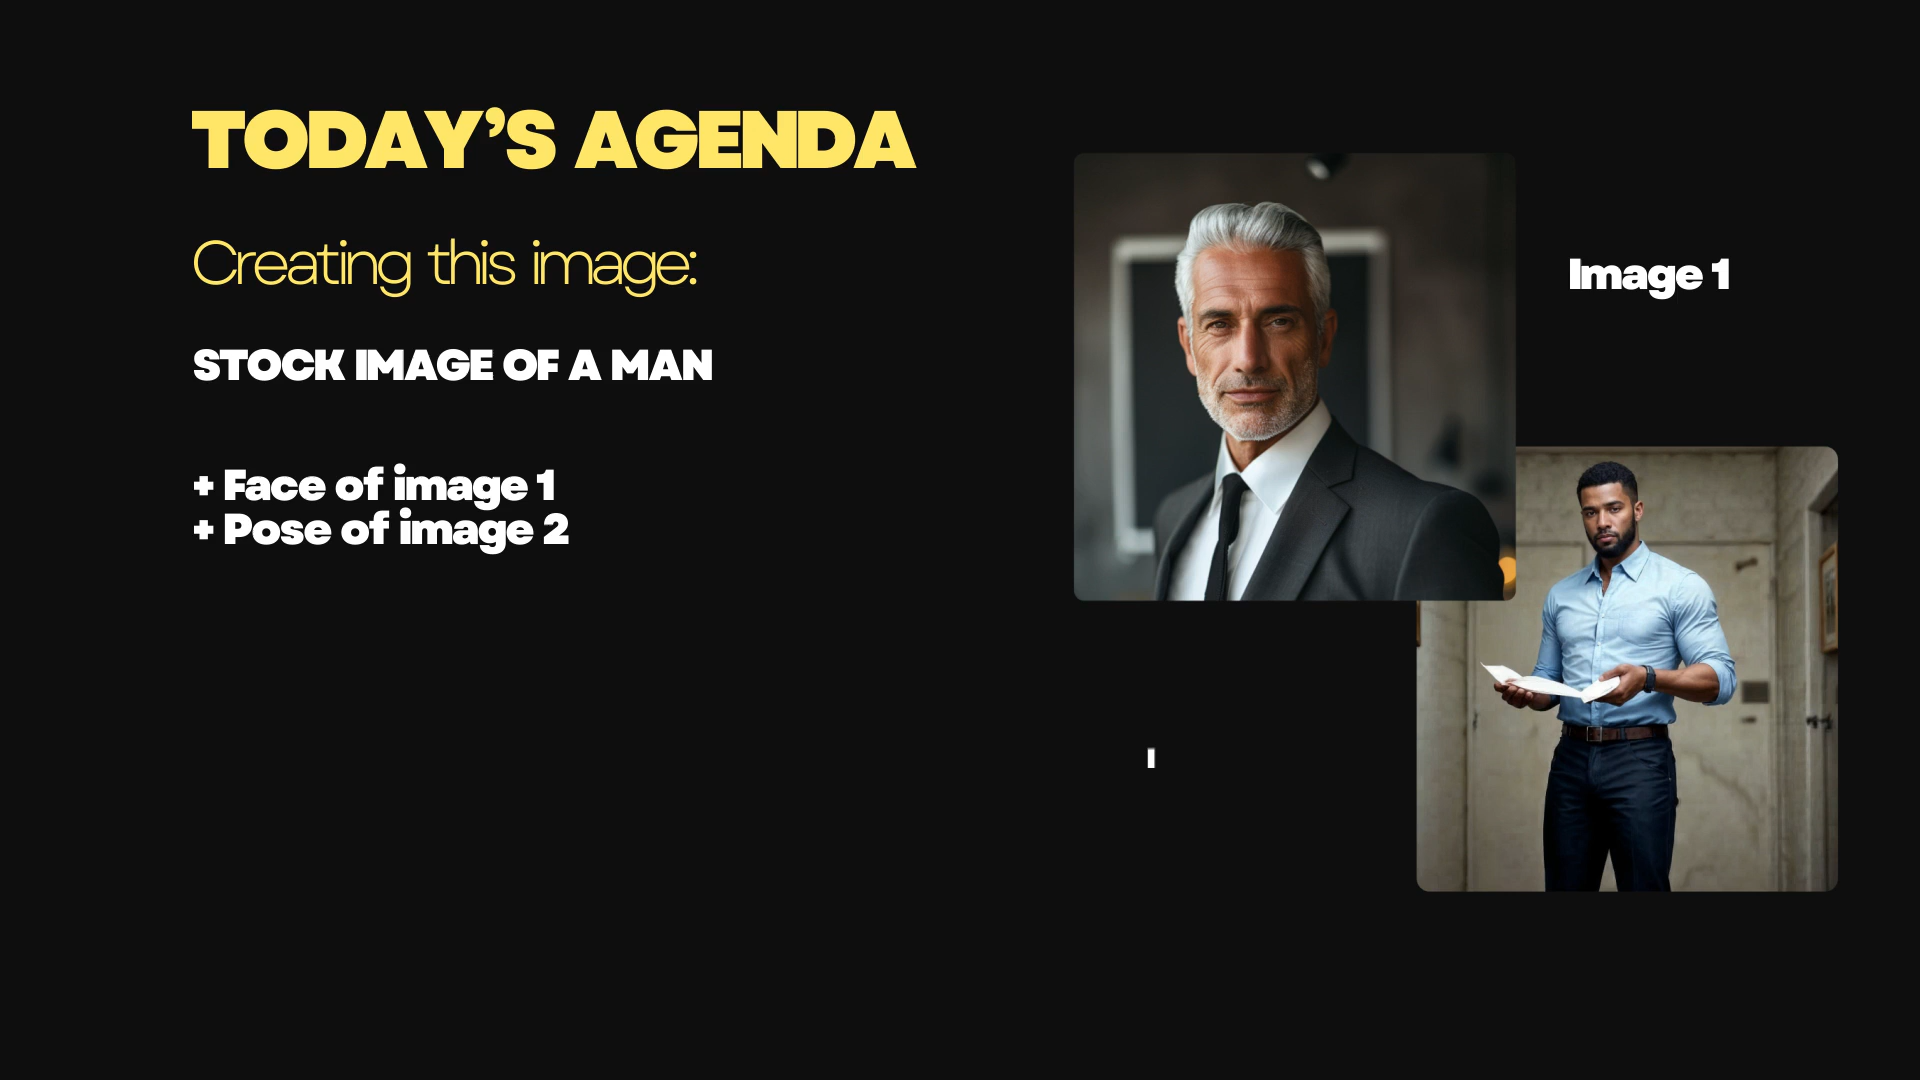 TODAY’S AGENDA
Creating this image:
STOCK IMAGE OF A MAN
+ Face of image 1
+ Pose of image 2
Image 1
I